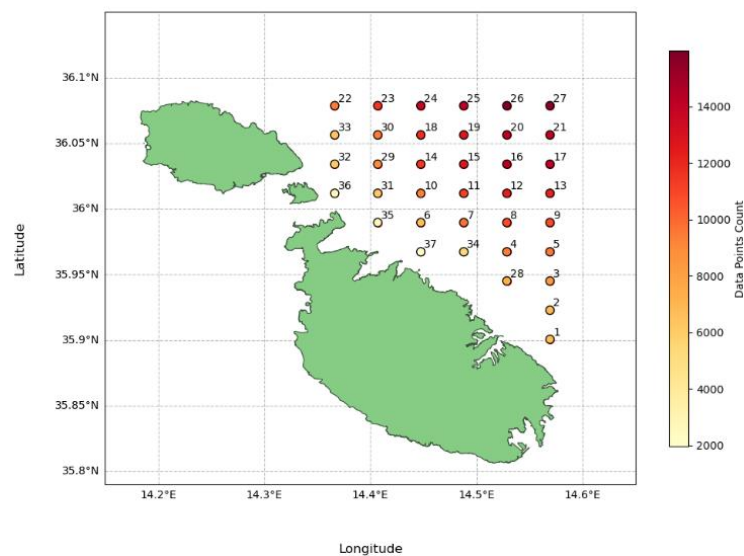 36.1°N
22 23 24 25 26 27
14000
33 30 18 19 20 21
36.05°N
32 29 14 15 16 17
12000
36 31 10 11 12 13
36°N
35 6 7 8 9
10000
37 34 4 5
35.95°N
28 3
8000
2
35.9°N
1
6000
35.85°N
4000
35.8°N
2000
14.2°E 14.3°E 14.4°E 14.5°E 14.6°E
Latitude
Longitude
Data Points Count